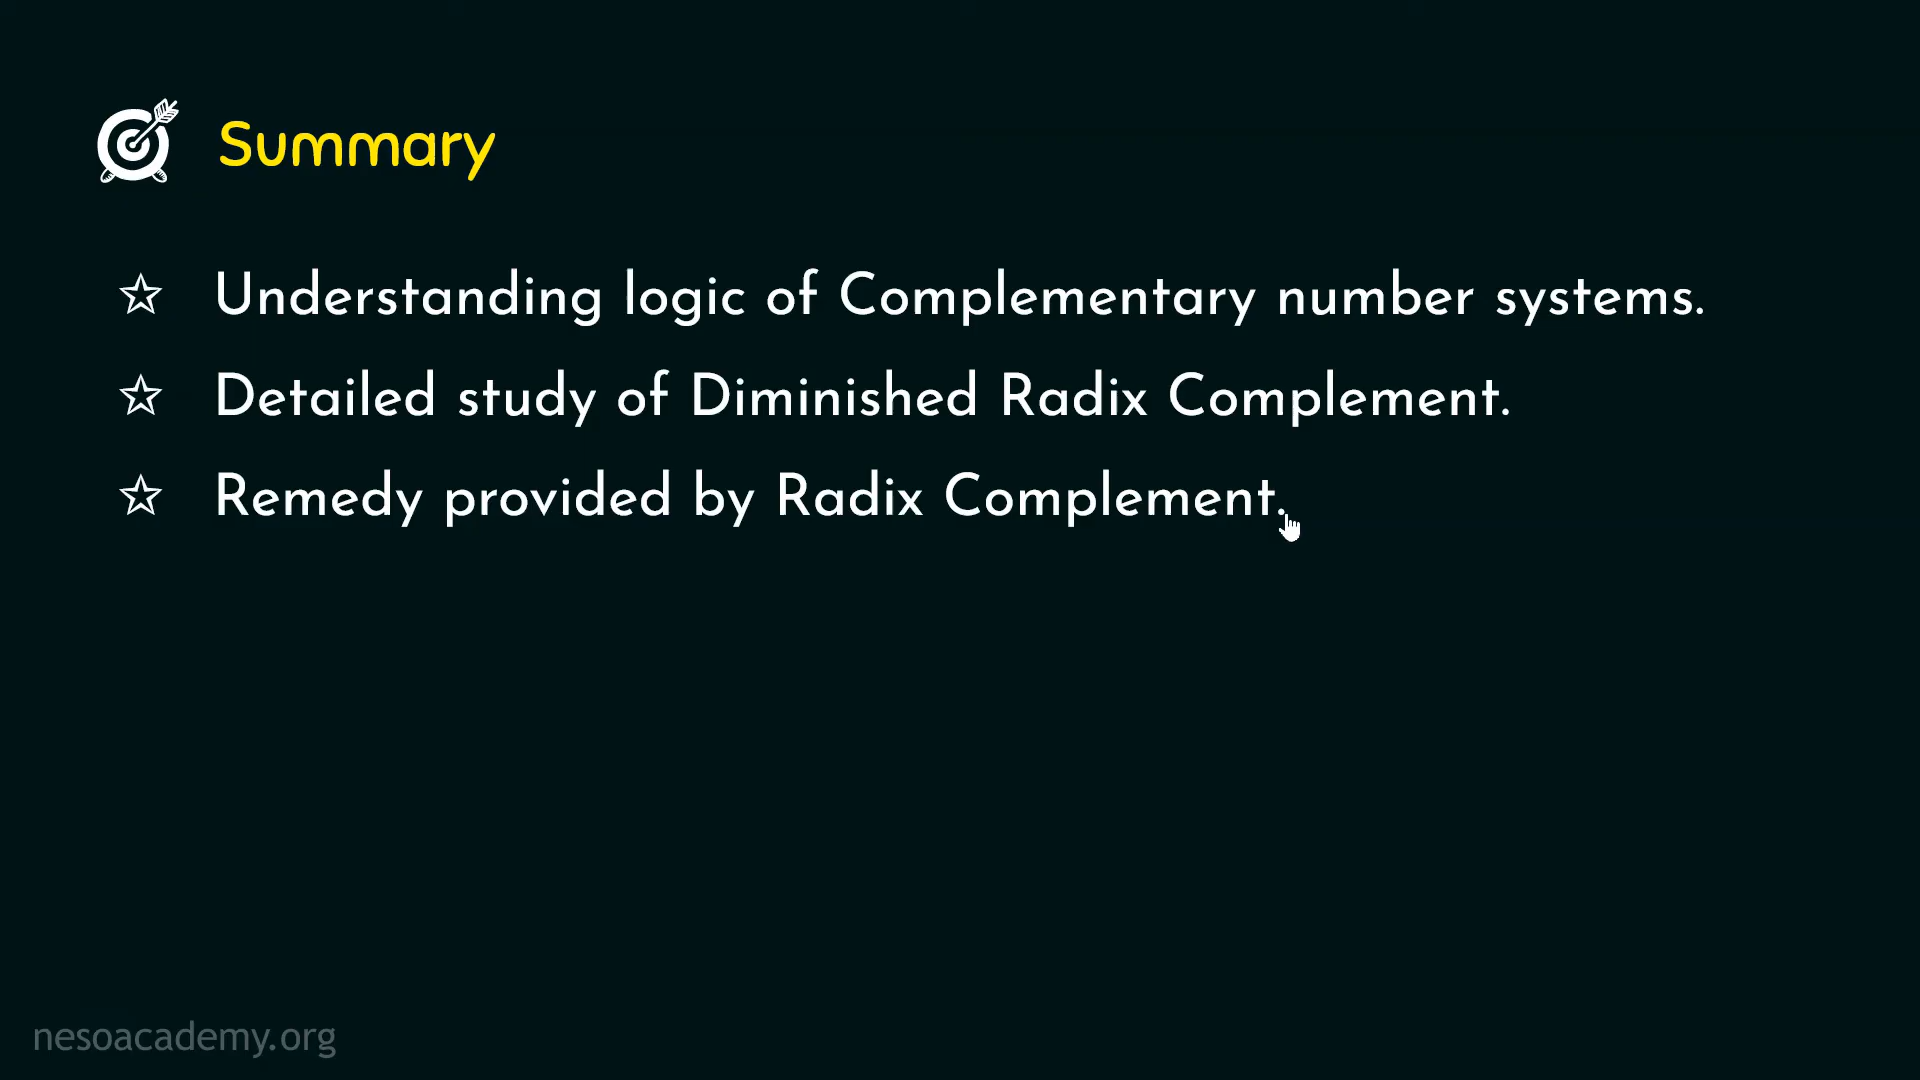 Summary
☆ Understanding logic of Complementary number systems.
☆ Detailed study of Diminished Radix Complement.
☆ Remedy provided by Radix Complement.
nesoacademy.org